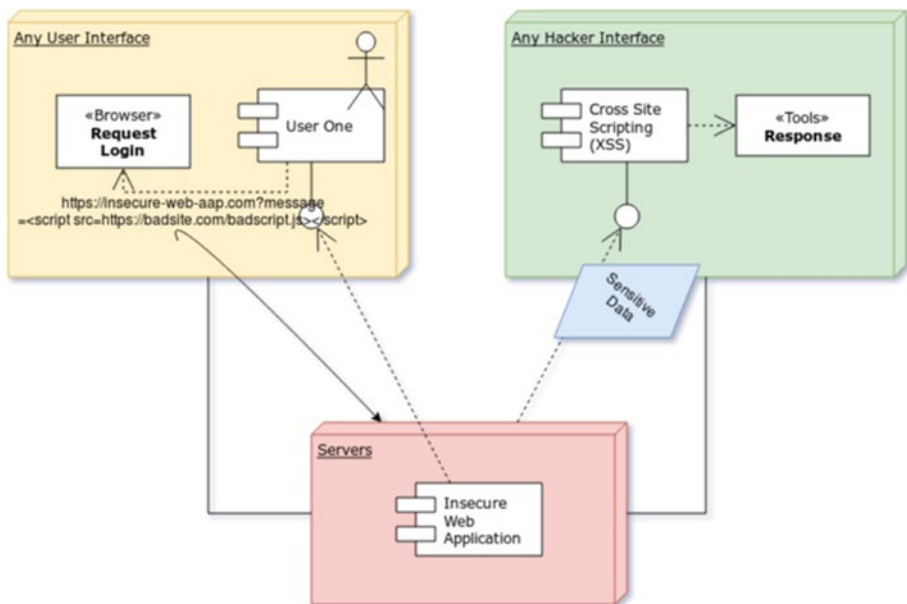 Any User Interface
«Browser»
Request
Login
User One
https://insecure-web-aap.com?message
=<script src=https://badsite.com/badscript.js></script>
Any Hacker Interface
Cross Site
Scripting
(XSS)
«Tools»
Response
Sensitive
Data
Servers
Insecure
Web
Application